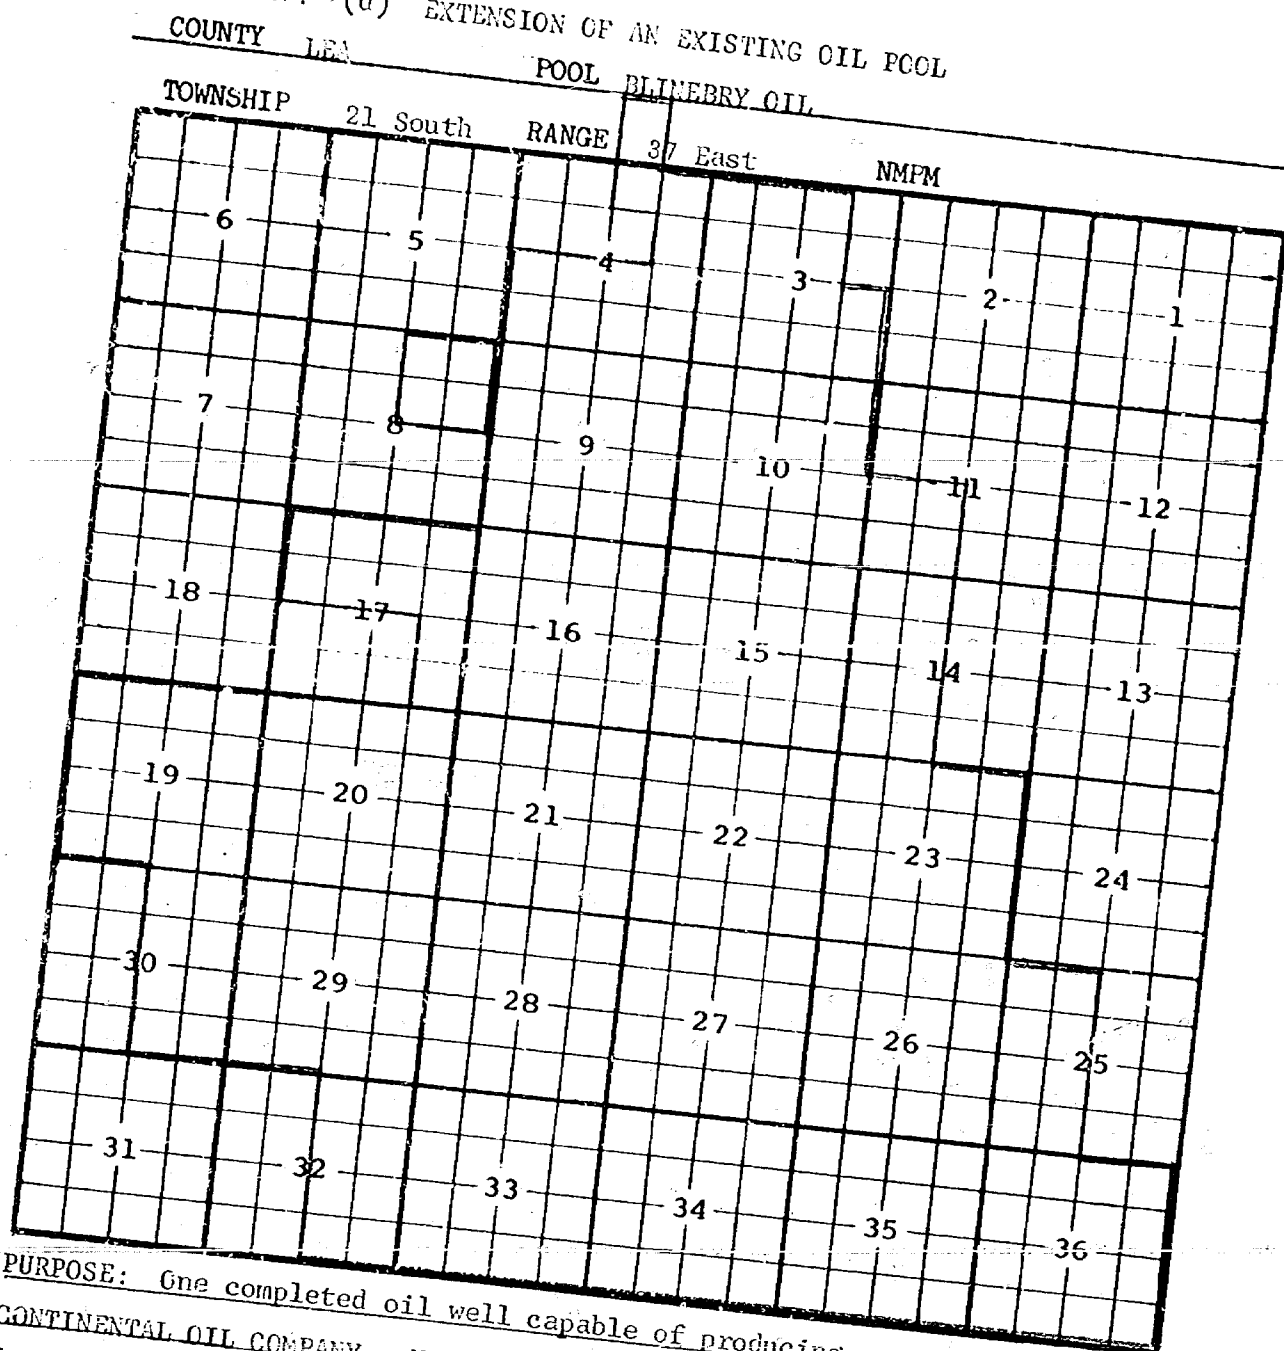 (d) EXTENSION OF AN EXISTING OIL POOL
COUNTY LEA POOL BLINEBRY OIL
TOWNSHIP 21 South RANGE 37 East NMPM
6 5 4 3 2 1
7 8 9 10 11 12
18 17 16 15 14 13
19 20 21 22 23 24
30 29 28 27 26 25
31 32 33 34 35 36
PURPOSE: One completed oil well capable of producing
CONTINENTAL OIL COMPANY